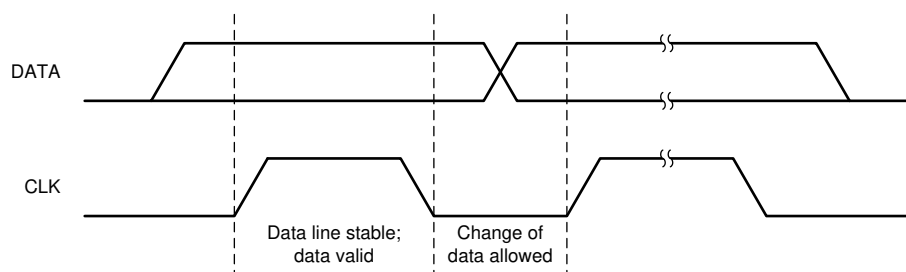 DATA
CLK
Data line stable;
data valid
Change of
data allowed